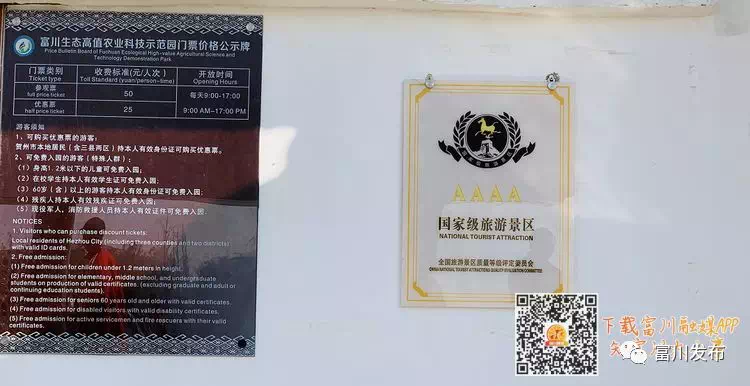 富川生态高值农业科技示范园门票价格公示牌
Price Bulletin Board of Fuchuan Ecological High-value Agricultural Science and
Technology Demonstration Park
门票类别 收费标准(元/人次) 开放时间
Ticket type Toll Standard (yuan/person-time) Opening Hours
参观票 50 每天9:00-17:00
full price ticket
优惠票 25 9:00 AM-17:00 PM
half price ticket
游客须知
1、可购买优惠票的游客:
贺州市本地居民(含三县两区)持本人有效身份证可购买优惠票。
2、可免费入园的游客(特殊人群):
(1)身高1.2米以下的儿童可免费入园;
(2)在校学生持本人有效学生证可免费入园;
(3)60岁(含)以上的游客持本人有效身份证可免费入园;
(4)残疾人持本人有效残疾证可免费入园;
(5)现役军人,消防救援人员持本人有效证件可免费入园。
NOTICES
1. Visitors who can purchase discount tickets:
Local residents of Hezhou City (including three counties and two districts)
with valid ID cards.
2. Free admission:
(1) Free admission for children under 1.2 meters in height.
(2) Free admission for elementary, middle school, and undergraduate
students on production of valid certificates. (excluding graduate and adult or
continuing education students).
(3) Free admission for seniors 60 years old and older with valid certificates.
(4) Free admission for disabled visitors with valid disability certificates.
(5) Free admission for active servicemen and fire rescuers with their valid
certificates.
AAAA
国家级旅游景区
NATIONAL TOURIST ATTRACTION
全国旅游景区质量等级评定委员会
CHINA NATIONAL TOURIST ATTRACTIONS QUALITY EVALUATION COMMITTEE
下载富川融媒APP
富川发布